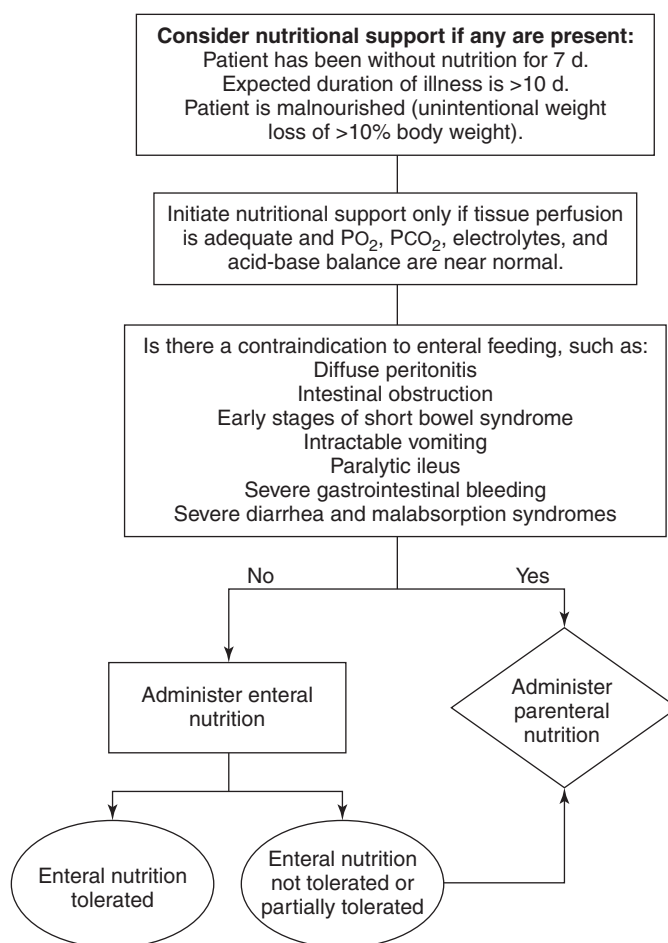 Consider nutritional support if any are present:
Patient has been without nutrition for 7 d.
Expected duration of illness is >10 d.
Patient is malnourished (unintentional weight
loss of >10% body weight).
Initiate nutritional support only if tissue perfusion
is adequate and PO₂, PCO₂, electrolytes, and
acid-base balance are near normal.
Is there a contraindication to enteral feeding, such as:
Diffuse peritonitis
Intestinal obstruction
Early stages of short bowel syndrome
Intractable vomiting
Paralytic ileus
Severe gastrointestinal bleeding
Severe diarrhea and malabsorption syndromes
No
Yes
Administer enteral
nutrition
Administer
parenteral
nutrition
Enteral nutrition
tolerated
Enteral nutrition
not tolerated or
partially tolerated